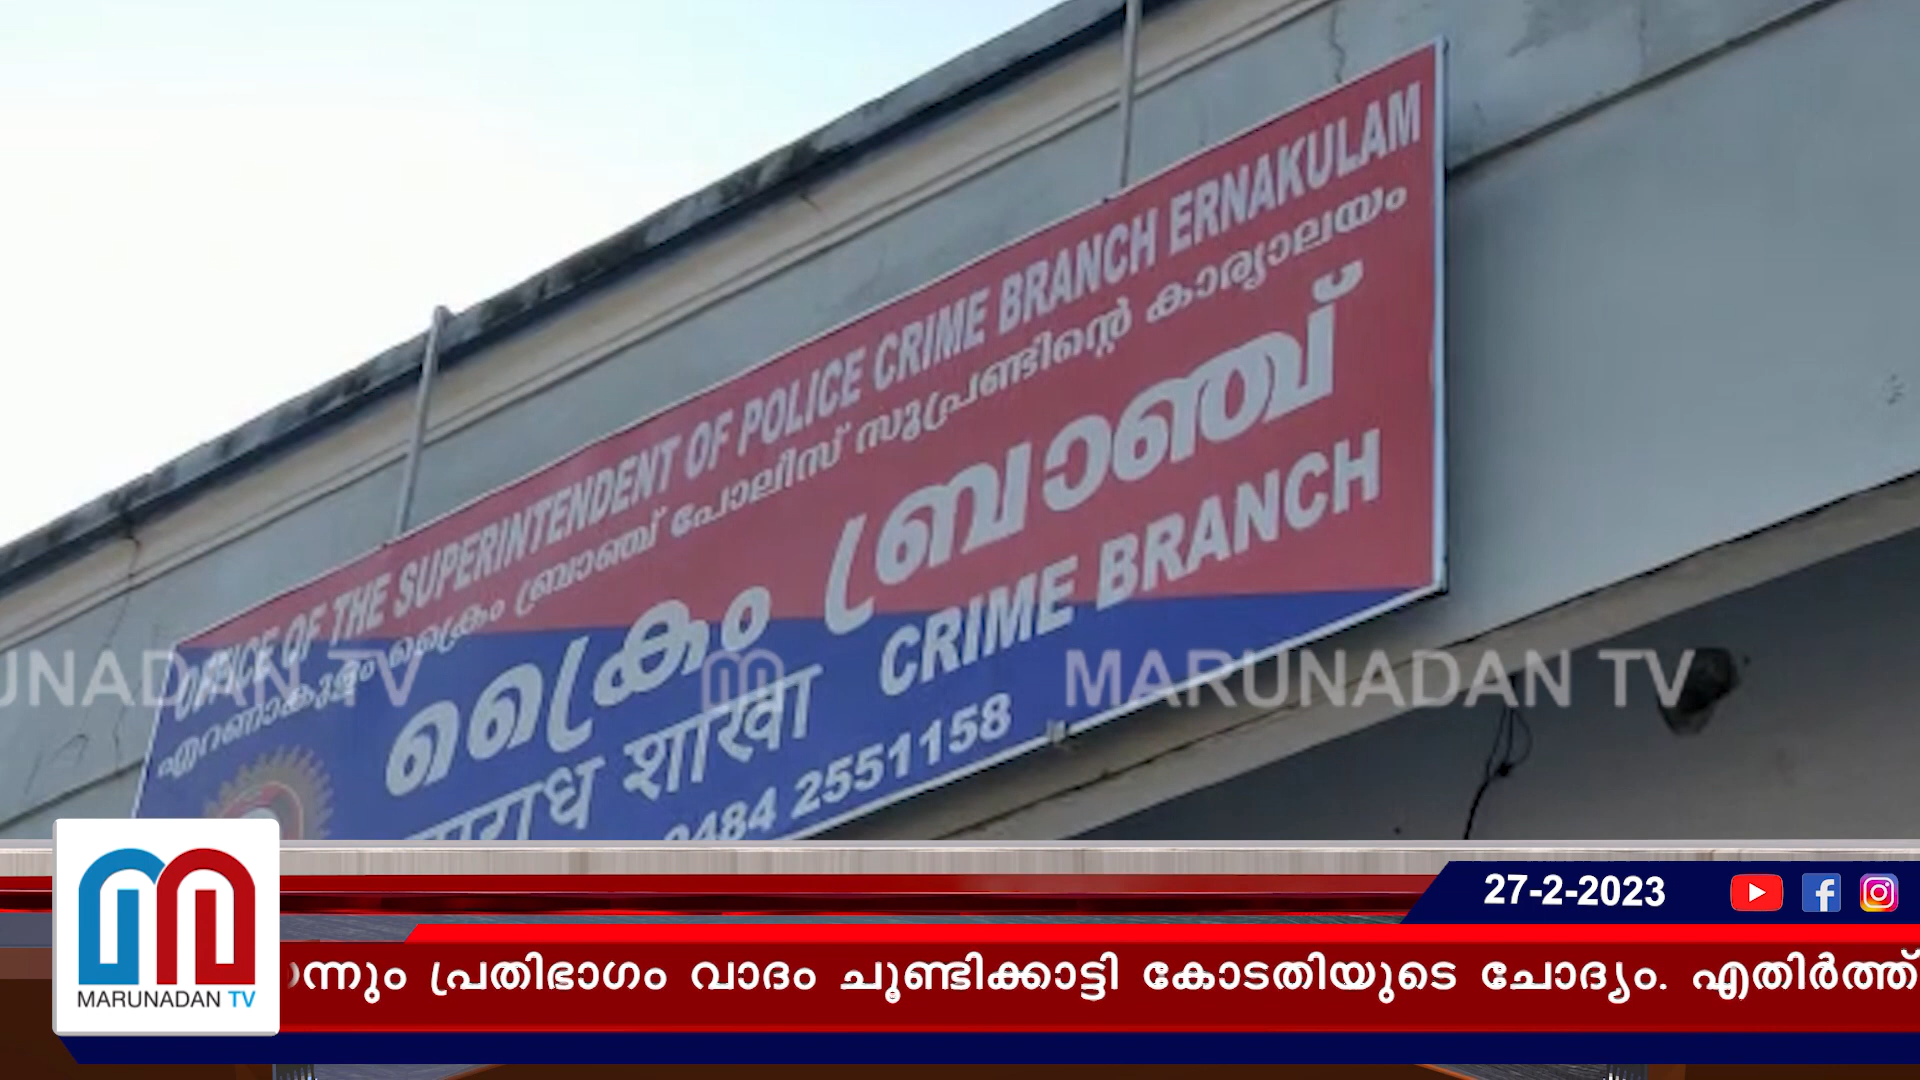 OFFICE OF THE SUPERINTENDENT OF POLICE CRIME BRANCH ERNAKULAM
എറണാകുളം ക്രൈം ബ്രാഞ്ച് പോലീസ് സൂപ്രണ്ടിന്റെ കാര്യാലയം
ക്രൈം ബ്രാഞ്ച്
शाखा CRIME BRANCH
0484 2551158
MARUNADAN TV
27-2-2023
MARUNADAN TV
പ്രതിഭാഗം വാദം ചൂണ്ടിക്കാട്ടി കോടതിയുടെ ചോദ്യം. എതിർത്ത്